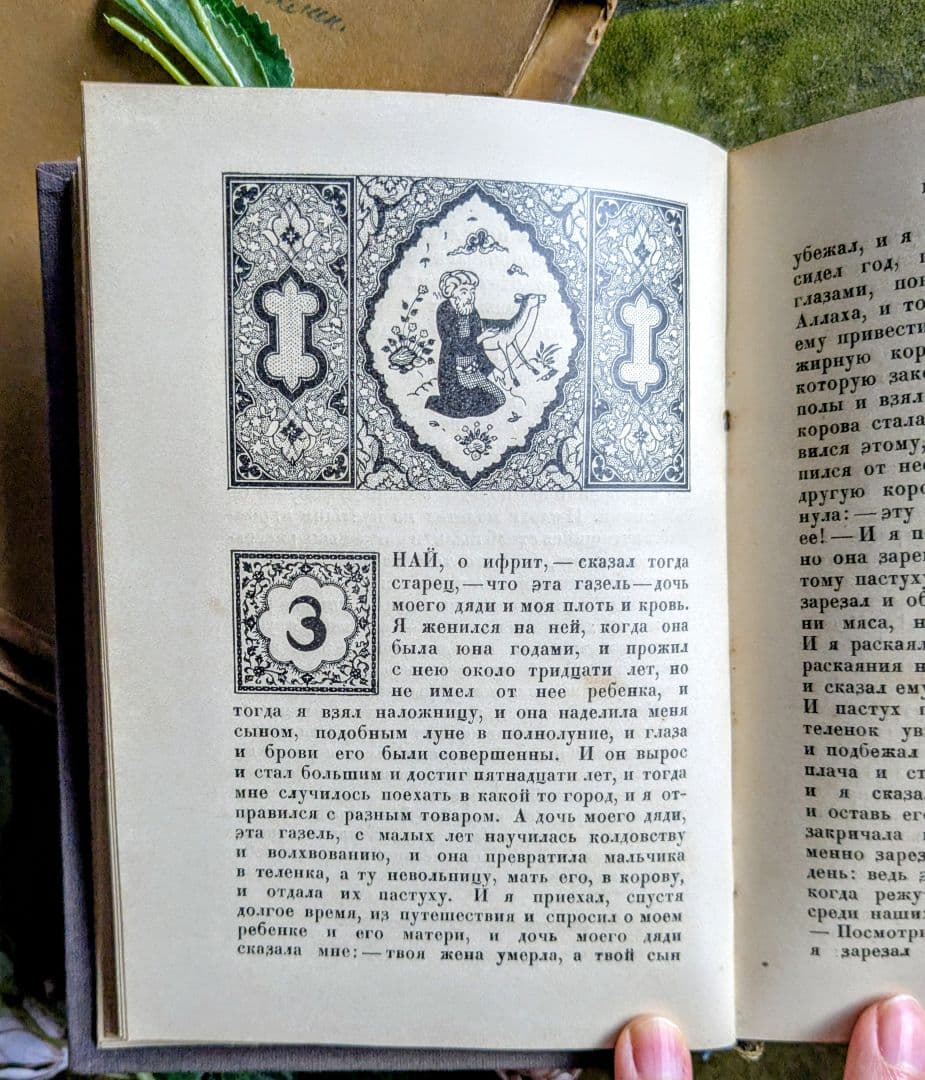 ЗНАЙ, о ифрит,—сказал тогда
старец,—что эта газель—дочь
моего дяди и моя плоть и кровь.
Я женился на ней, когда она
была юна годами, и прожил
с нею около тридцати лет, но
не имел от нее ребенка, и
тогда я взял наложницу, и она наделила меня
сыном, подобным луне в полнолуние, и глаза
и брови его были совершенны. И он вырос
и стал большим и достиг пятнадцати лет, и тогда
мне случилось поехать в какой то город, и я от-
правился с разным товаром. А дочь моего дяди,
эта газель, с малых лет научилась колдовству
и волхвованию, и она превратила мальчика
в теленка, а ту невольницу, мать его, в корову,
и отдала их пастуху. И я приехал, спустя
долгое время, из путешествия и спросил о моем
ребенке и его матери, и дочь моего дяди
сказала мне:—твоя жена умерла, а твой сын
убежал, и я
сидел год,
глазами,
Аллаха, и
ему привести
жирную
которую
полы и взял
корова стала
вился этому,
пился от
другую
нула:—эту
ее!—И я
но она
тому пастуху
зарезал и
ни мяса,
И я
раскаяния
и сказал ему
И пастух
теленок
и подбежал
плача и
и я
и оставь его
закричала
менно
день: ведь
когда
среди наших
— Посмотри
я зарезал